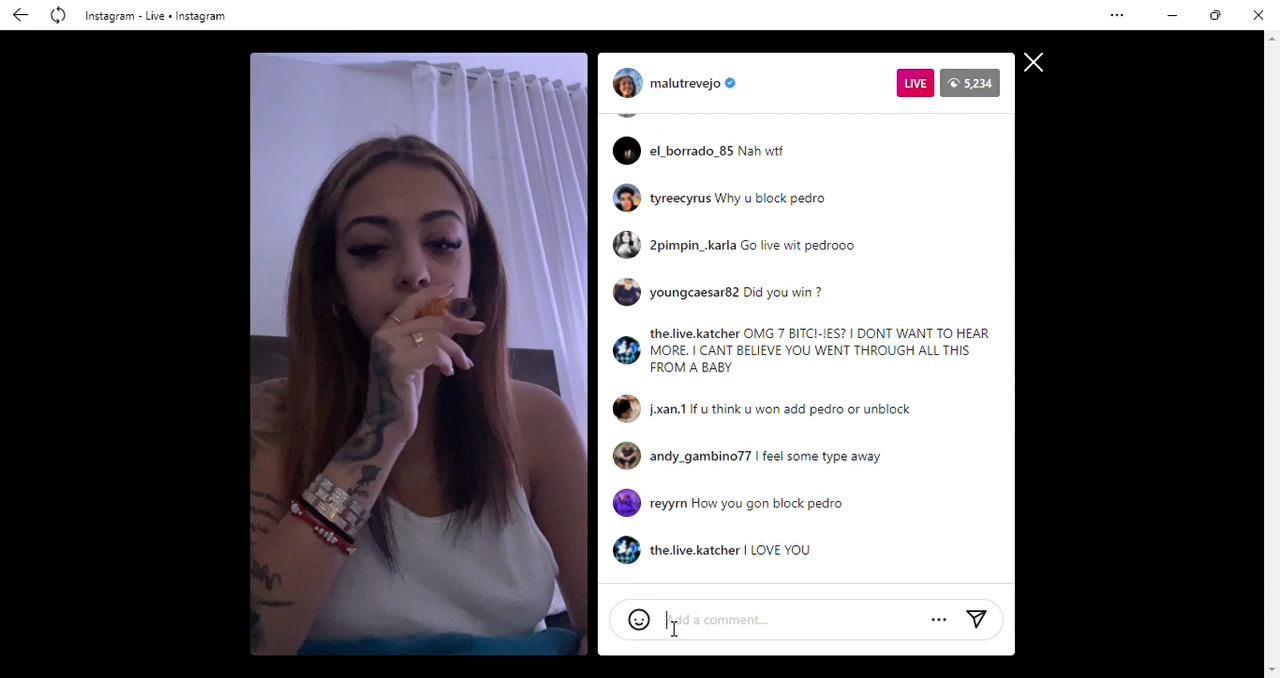 Instagram - Live • Instagram
malutrevejo
LIVE
5,234
el_borrado_85 Nah wtf
tyreecyrus Why u block pedro
2pimpin_.karla Go live wit pedrooo
youngcaesar82 Did you win ?
the.live.katcher OMG 7 BITC!-!ES? I DONT WANT TO HEAR
MORE. I CANT BELIEVE YOU WENT THROUGH ALL THIS
FROM A BABY
j.xan.1 If u think u won add pedro or unblock
andy_gambino77 I feel some type away
reyyrn How you gon block pedro
the.live.katcher I LOVE YOU
Add a comment...